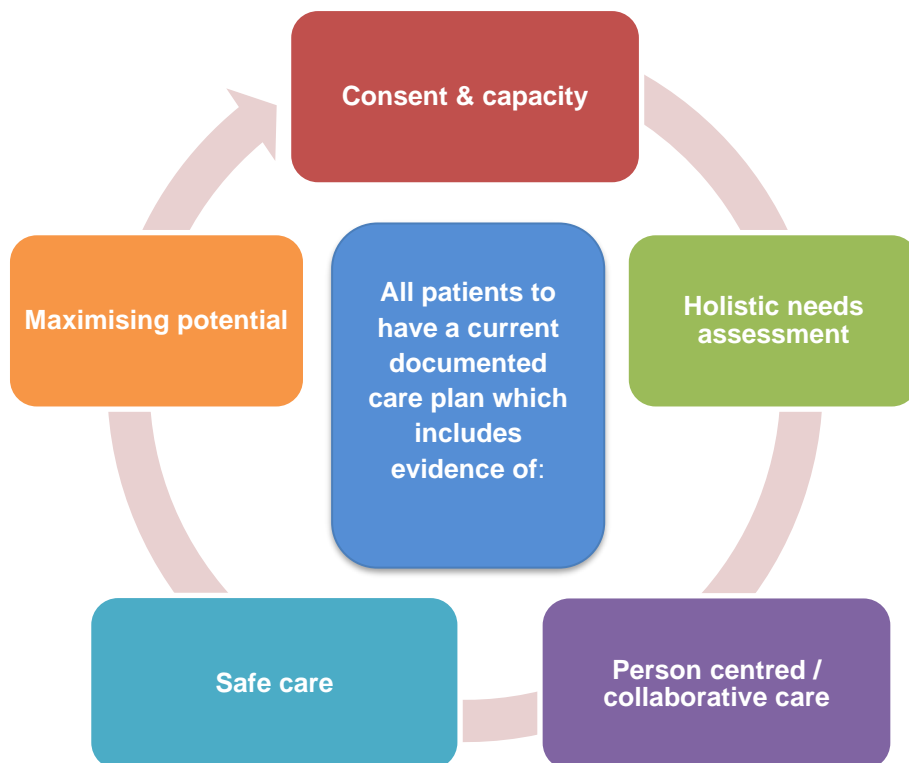 Consent & capacity
All patients to
have a current
documented
care plan which
includes
evidence of:
Holistic needs
assessment
Person centred /
collaborative care
Safe care
Maximising potential